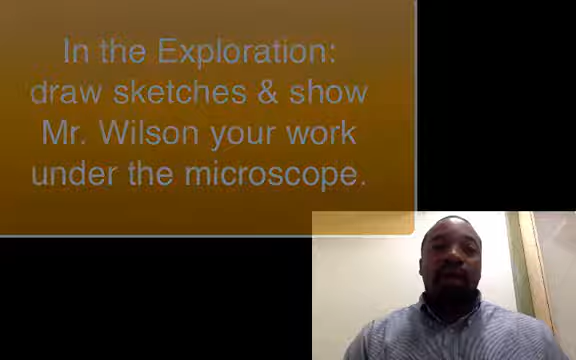 In the Exploration:
draw sketches & show
Mr. Wilson your work
under the microscope.